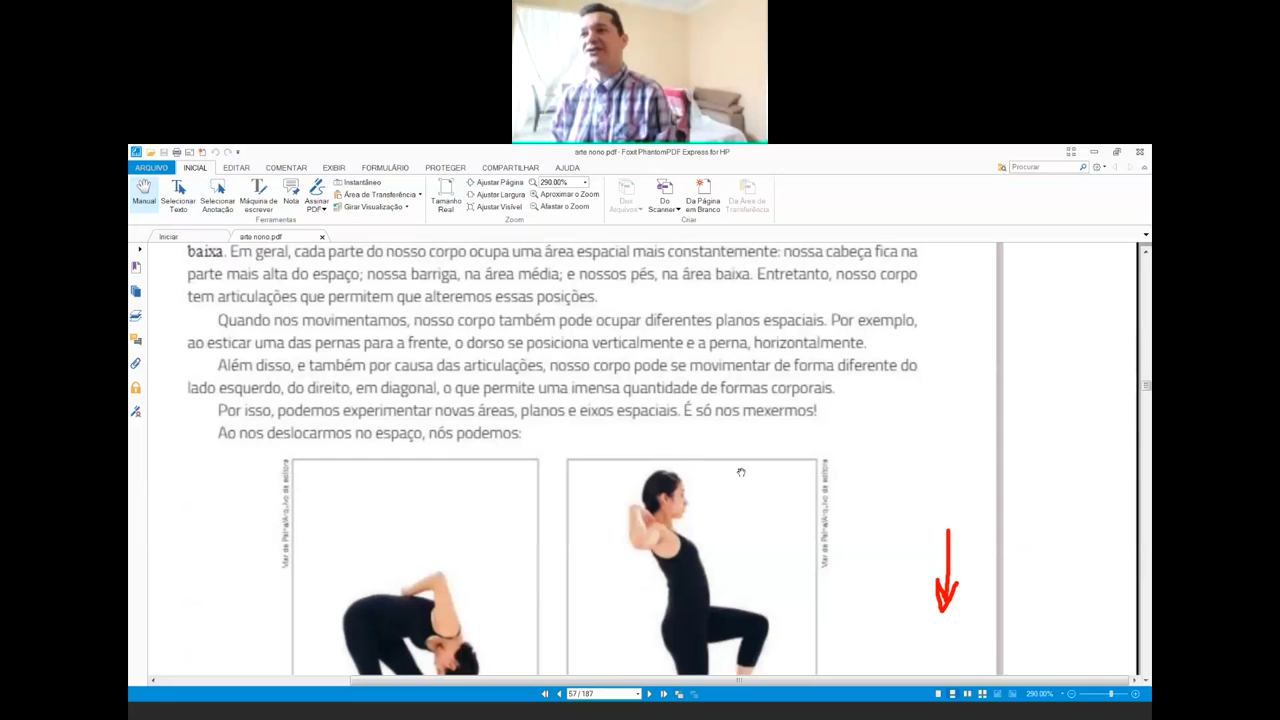 arte nono.pdf - Foxit PhantomPDF Express for HP
ARQUIVO INICIAL EDITAR COMENTAR EXIBIR FORMULÁRIO PROTEGER COMPARTILHAR AJUDA
Procurar
Manual
Selecionar Texto
Selecionar Anotação
Máquina de escrever
Nota
Assinar PDF
Instantâneo
Área de Transferência
Girar Visualização
Ferramentas
Tamanho Real
Ajustar Página
Ajustar Largura
Ajustar Visível
290.00%
Aproximar o Zoom
Afastar o Zoom
Zoom
Dos Arquivos
Do Scanner
Da Página em Branco
Da Área de Transferência
Criar
Iniciar
arte nono.pdf
baixa. Em geral, cada parte do nosso corpo ocupa uma área espacial mais constantemente: nossa cabeça fica na
parte mais alta do espaço; nossa barriga, na área média; e nossos pés, na área baixa. Entretanto, nosso corpo
tem articulações que permitem que alteremos essas posições.
Quando nos movimentamos, nosso corpo também pode ocupar diferentes planos espaciais. Por exemplo,
ao esticar uma das pernas para a frente, o dorso se posiciona verticalmente e a perna, horizontalmente.
Além disso, e também por causa das articulações, nosso corpo pode se movimentar de forma diferente do
lado esquerdo, do direito, em diagonal, o que permite uma imensa quantidade de formas corporais.
Por isso, podemos experimentar novas áreas, planos e eixos espaciais. É só nos mexermos!
Ao nos deslocarmos no espaço, nós podemos:
57 / 187
290.00%